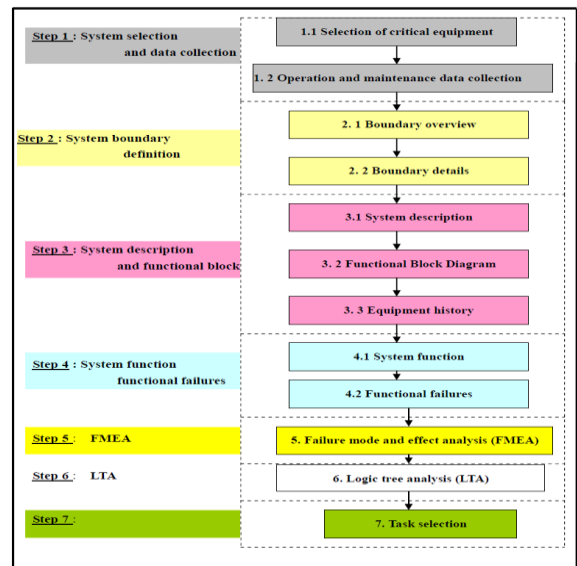 Step 1 : System selection
and data collection
1.1 Selection of critical equipment
1. 2 Operation and maintenance data collection
Step 2 : System boundary
definition
2. 1 Boundary overview
2. 2 Boundary details
Step 3 : System description
and functional block
3.1 System description
3. 2 Functional Block Diagram
3. 3 Equipment history
Step 4 : System function
functional failures
4.1 System function
4.2 Functional failures
Step 5 : FMEA
5. Failure mode and effect analysis (FMEA)
Step 6 : LTA
6. Logic tree analysis (LTA)
Step 7 :
7. Task selection